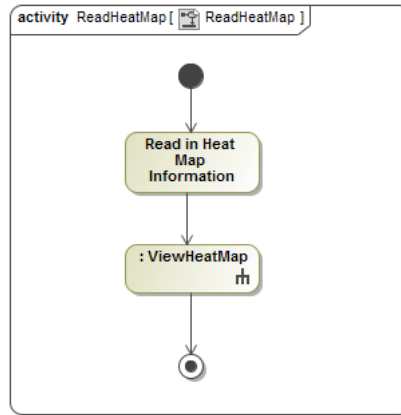 activity ReadHeatMap [ ReadHeatMap ]
Read in Heat
Map
Information
: ViewHeatMap